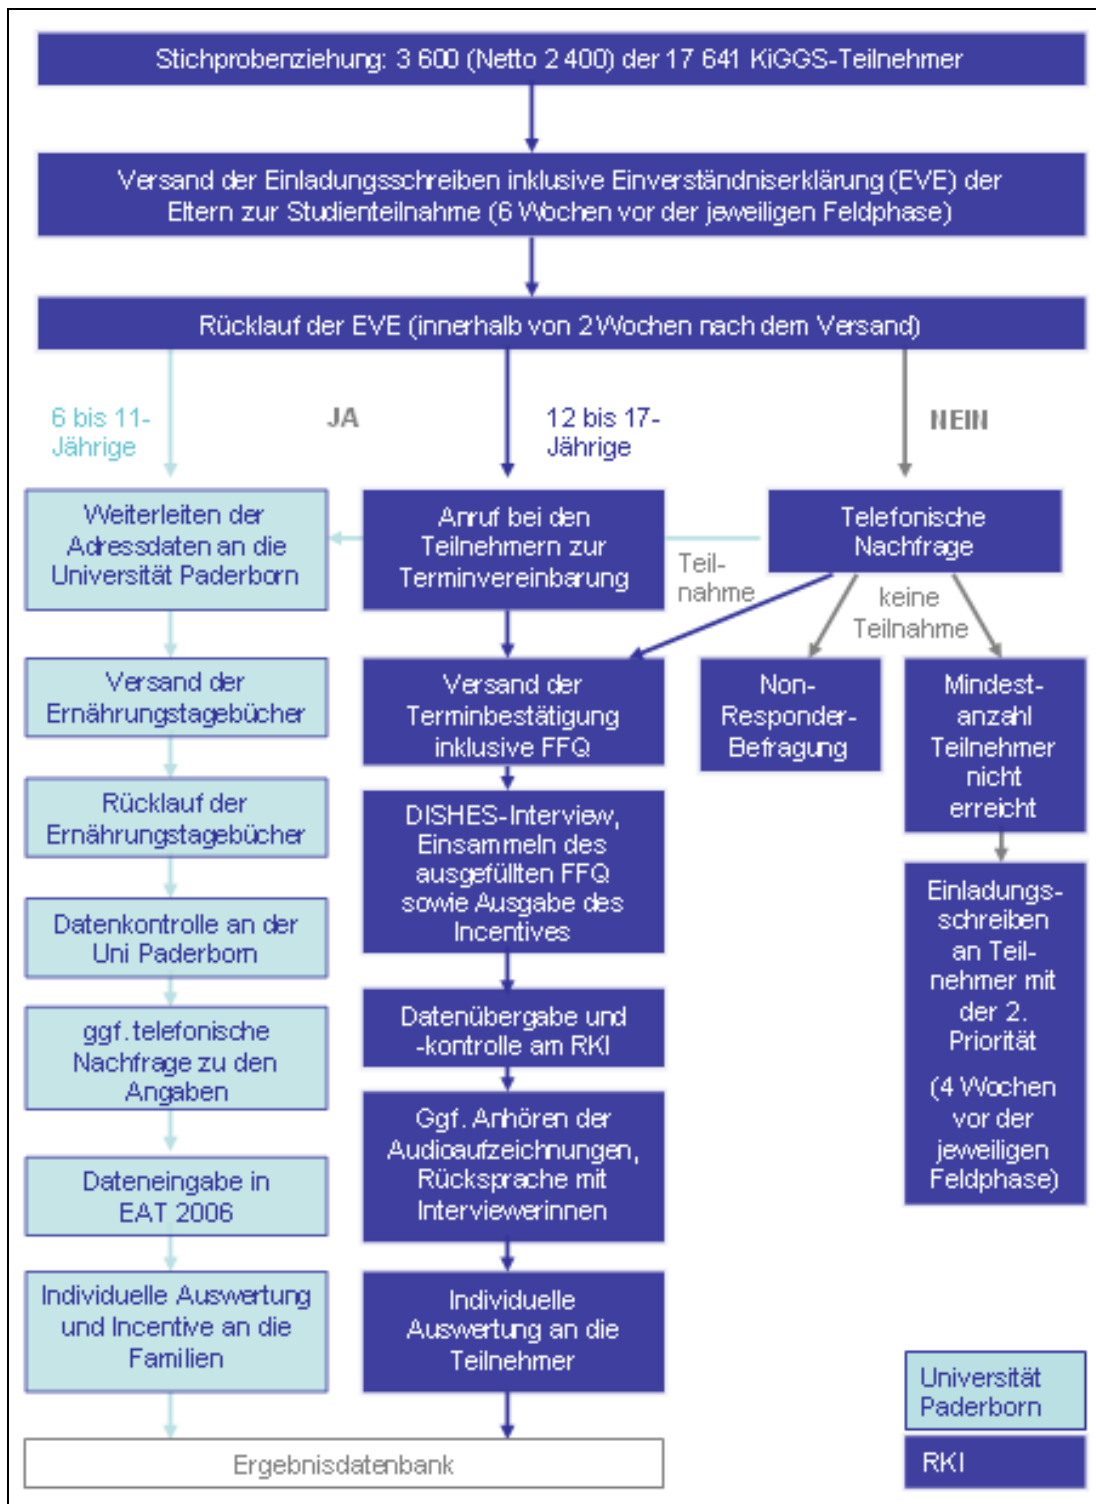 Stichprobenziehung: 3 600 (Netto 2 400) der 17 641 KiGGS-Teilnehmer
Versand der Einladungsschreiben inklusive Einverständniserklärung (EVE) der
Eltern zur Studienteilnahme (6 Wochen vor der jeweiligen Feldphase)
Rücklauf der EVE (innerhalb von 2 Wochen nach dem Versand)
6 bis 11-
Jährige
JA
12 bis 17-
Jährige
NEIN
Weiterleiten der
Adressdaten an die
Universität Paderborn
Versand der
Ernährungstagebücher
Rücklauf der
Ernährungstagebücher
Datenkontrolle an der
Uni Paderborn
ggf. telefonische
Nachfrage zu den
Angaben
Dateneingabe in
EAT 2006
Individuelle Auswertung
und Incentive an die
Familien
Anruf bei den
Teilnehmern zur
Terminvereinbarung
Versand der
Terminbestätigung
inklusive FFQ
DISHES-Interview,
Einsammeln des
ausgefüllten FFQ
sowie Ausgabe des
Incentives
Datenübergabe und
-kontrolle am RKI
Ggf. Anhören der
Audioaufzeichnungen,
Rücksprache mit
Interviewerinnen
Individuelle
Auswertung an die
Teilnehmer
Telefonische
Nachfrage
Teil-
nahme
keine
Teilnahme
Non-
Responder-
Befragung
Mindest-
anzahl
Teilnehmer
nicht
erreicht
Einladungs-
schreiben
an Teil-
nehmer mit
der 2.
Priorität
(4 Wochen
vor der
jeweiligen
Feldphase)
Ergebnisdatenbank
Universität
Paderborn
RKI